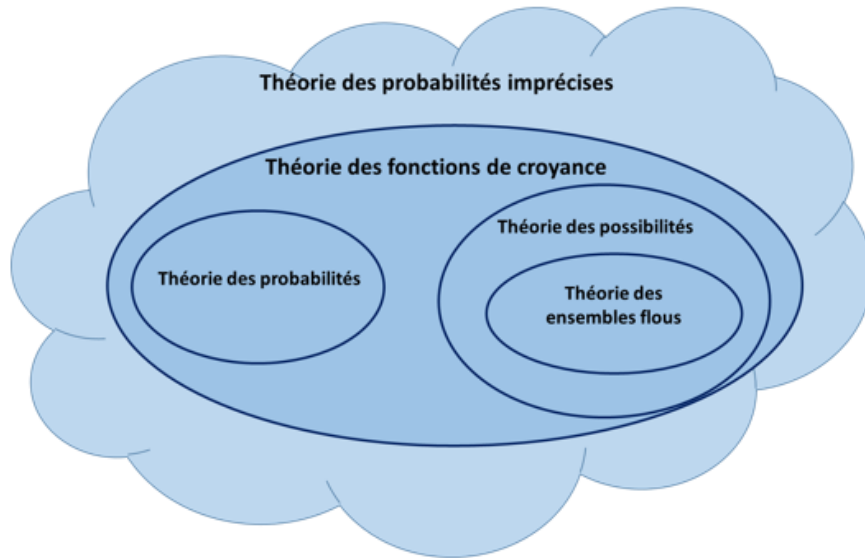 Théorie des probabilités imprécises
Théorie des fonctions de croyance
Théorie des possibilités
Théorie des probabilités
Théorie des
ensembles flous